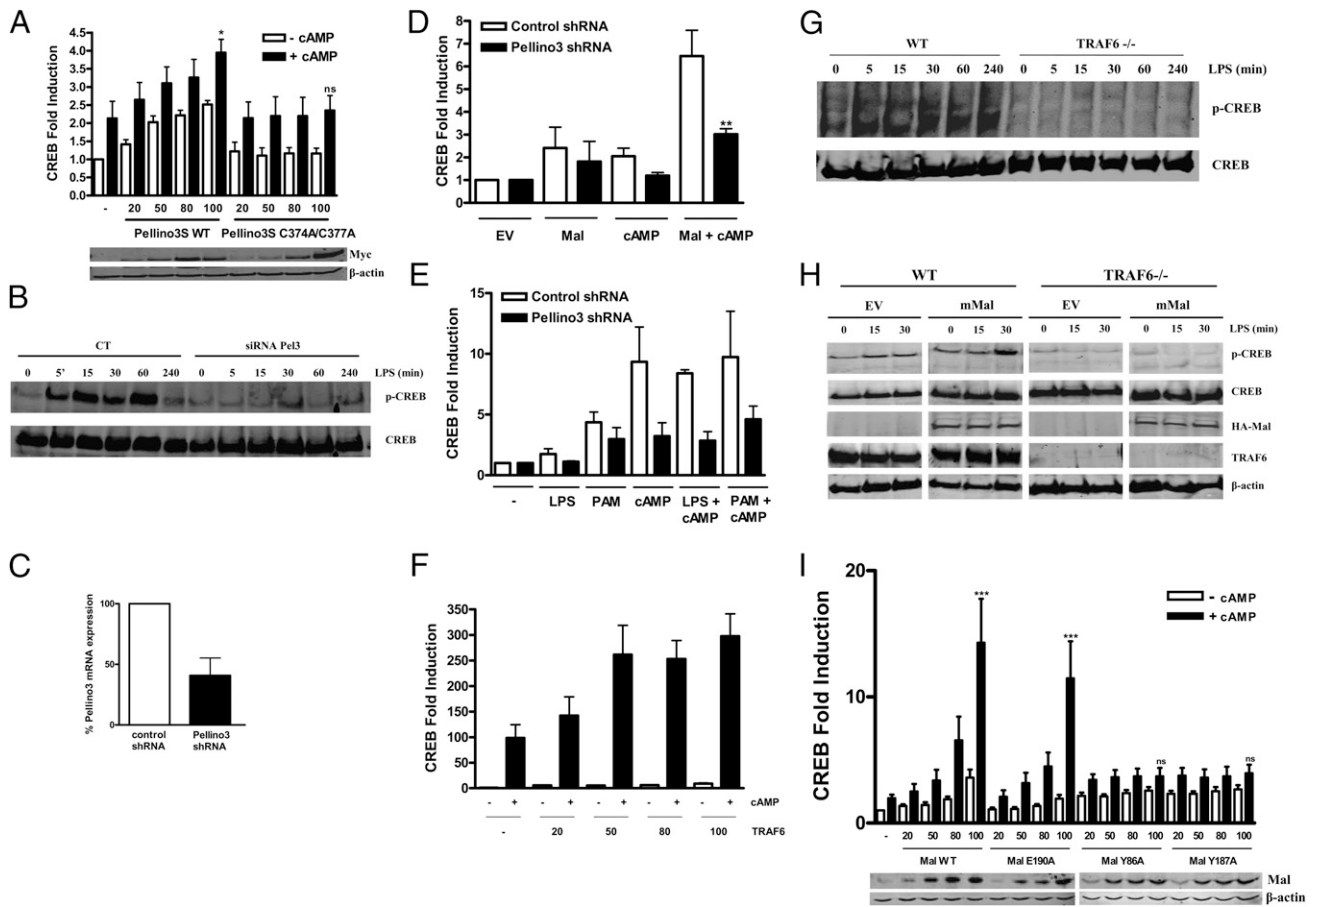 A
CREB Fold Induction
4.5
4.0
3.5
3.0
2.5
2.0
1.5
1.0
0.5
0.0
- cAMP
+ cAMP
*
ns
- 20 50 80 100 20 50 80 100
Pellino3S WT Pellino3S C374A/C377A
Myc
β-actin
B
CT siRNA Pel3
0 5' 15 30 60 240 0 5 15 30 60 240 LPS (min)
p-CREB
CREB
C
% Pellino3 mRNA expression
100
50
0
control shRNA
Pellino3 shRNA
D
CREB Fold Induction
8
7
6
5
4
3
2
1
0
Control shRNA
Pellino3 shRNA
**
EV Mal cAMP Mal + cAMP
E
CREB Fold Induction
15
10
5
0
Control shRNA
Pellino3 shRNA
- LPS PAM cAMP LPS + PAM +
cAMP cAMP
F
CREB Fold Induction
350
300
250
200
150
100
50
0
- + - + - + - + - + cAMP
- 20 50 80 100 TRAF6
G
WT TRAF6 -/-
0 5 15 30 60 240 0 5 15 30 60 240 LPS (min)
p-CREB
CREB
H
WT TRAF6-/-
EV mMal EV mMal
0 15 30 0 15 30 0 15 30 0 15 30 LPS (min)
p-CREB
CREB
HA-Mal
TRAF6
β-actin
I
CREB Fold Induction
20
10
0
- cAMP
+ cAMP
***
***
ns
ns
- 20 50 80 100 20 50 80 100 20 50 80 100 20 50 80 100
Mal WT Mal E190A Mal Y86A Mal Y187A
Mal
β-actin